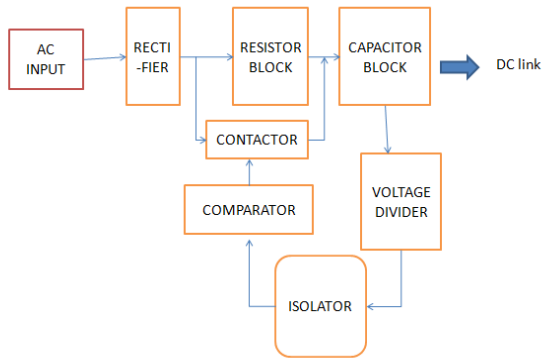 AC
INPUT
RECTI
-FIER
RESISTOR
BLOCK
CAPACITOR
BLOCK
DC link
CONTACTOR
COMPARATOR
VOLTAGE
DIVIDER
ISOLATOR